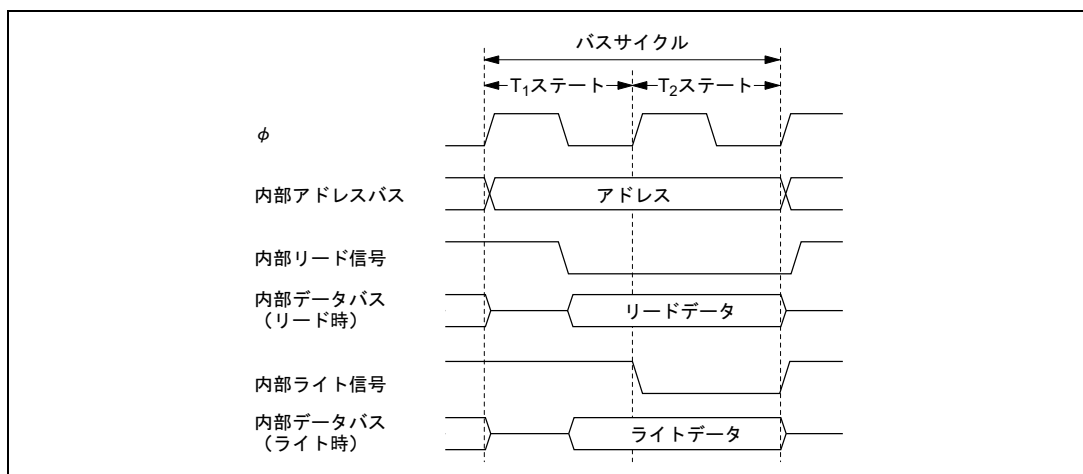 バスサイクル
T₁ステート
T₂ステート
φ
内部アドレスバス
アドレス
内部リード信号
内部データバス
(リード時)
リードデータ
内部ライト信号
内部データバス
(ライト時)
ライトデータ